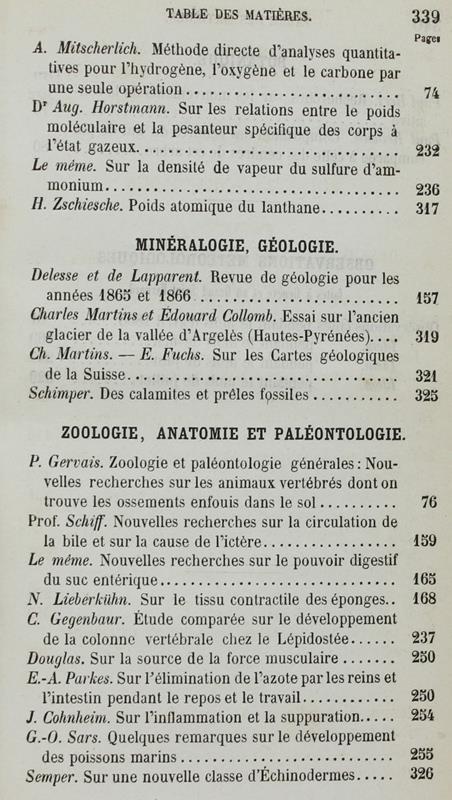 TABLE DES MATIÈRES. 339
Pages
A. Mitscherlich. Méthode directe d'analyses quantita-
tives pour l'hydrogène, l'oxygène et le carbone par
une seule opération .......................... 74
Dr Aug. Horstmann. Sur les relations entre le poids
moléculaire et la pesanteur spécifique des corps à
l'état gazeux. ................................ 232
Le même. Sur la densité de vapeur du sulfure d'am-
monium..................................... 236
H. Zschiesche. Poids atomique du lanthane.......... 317
MINÉRALOGIE, GÉOLOGIE.
Delesse et de Lapparent. Revue de géologie pour les
années 1865 et 1866 ......................... 157
Charles Martins et Edouard Collomb. Essai sur l'ancien
glacier de la vallée d'Argelès (Hautes-Pyrénées).... 319
Ch. Martins. — E. Fuchs. Sur les Cartes géologiques
de la Suisse.................................. 321
Schimper. Des calamites et prêles fossiles ........... 325
ZOOLOGIE, ANATOMIE ET PALÉONTOLOGIE.
P. Gervais. Zoologie et paléontologie générales : Nou-
velles recherches sur les animaux vertébrés dont on
trouve les ossements enfouis dans le sol .......... 76
Prof. Schiff. Nouvelles recherches sur la circulation de
la bile et sur la cause de l'ictère................. 159
Le même. Nouvelles recherches sur le pouvoir digestif
du suc entérique.............................. 165
N. Lieberkühn. Sur le tissu contractile des éponges.. 168
C. Gegenbaur. Étude comparée sur le développement
de la colonne vertébrale chez le Lépidostée...... 237
Douglas. Sur la source de la force musculaire ....... 250
E.-A. Parkes. Sur l'élimination de l'azote par les reins et
l'intestin pendant le repos et le travail............ 250
J. Cohnheim. Sur l'inflammation et la suppuration..... 254
G.-O. Sars. Quelques remarques sur le développement
des poissons marins ........................... 255
Semper. Sur une nouvelle classe d'Échinodermes..... 326